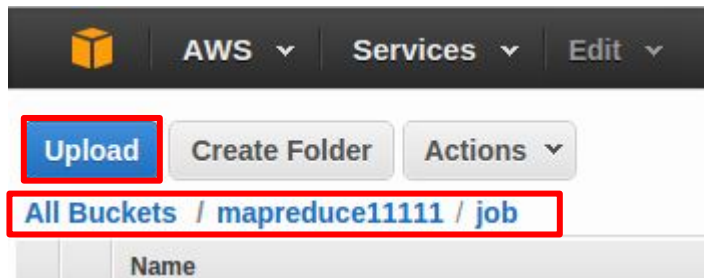 AWS Services Edit
Upload Create Folder Actions
All Buckets / mapreduce11111 / job
Name